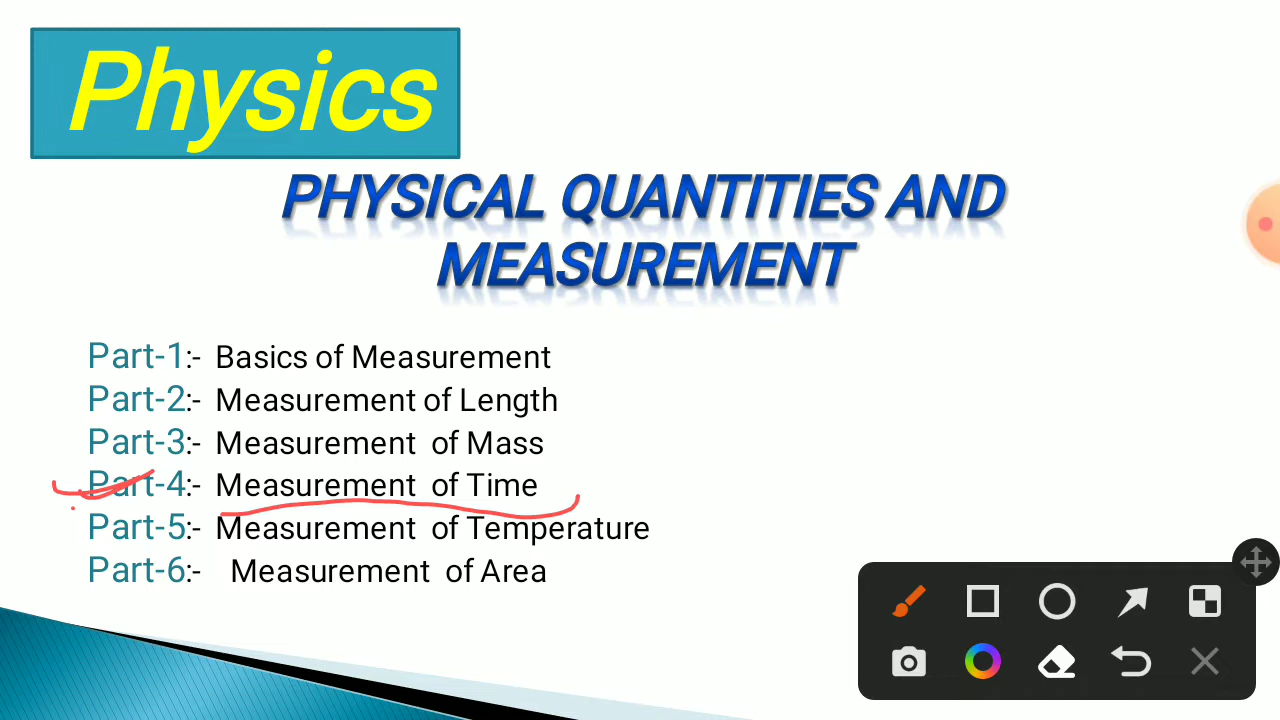 Physics
PHYSICAL QUANTITIES AND
MEASUREMENT
Part-1:- Basics of Measurement
Part-2:- Measurement of Length
Part-3:- Measurement of Mass
Part-4:- Measurement of Time
Part-5:- Measurement of Temperature
Part-6:- Measurement of Area